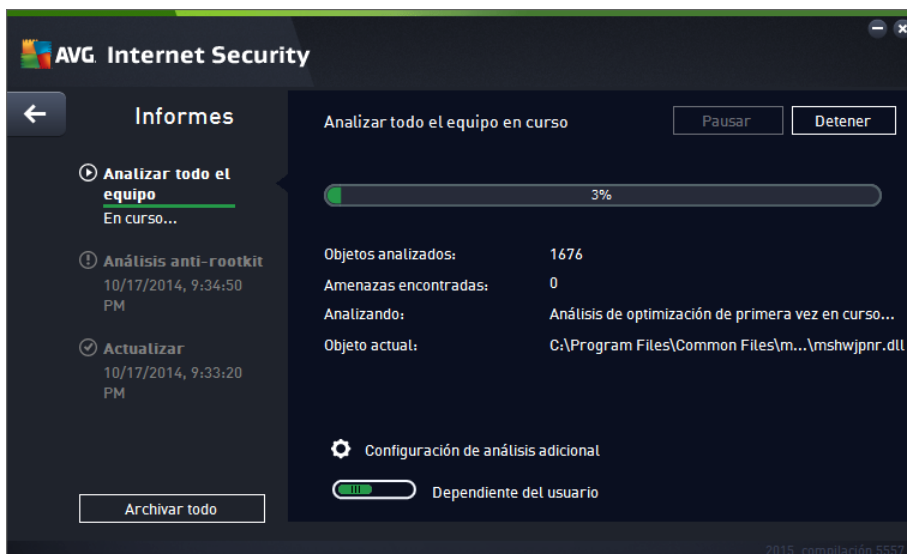 AVG. Internet Security
Informes
Analizar todo el equipo
En curso...
Análisis anti-rootkit
10/17/2014, 9:34:50 PM
Actualizar
10/17/2014, 9:33:20 PM
Archivar todo
Analizar todo el equipo en curso
Pausar
Detener
3%
Objetos analizados: 1676
Amenazas encontradas: 0
Analizando: Análisis de optimización de primera vez en curso...
Objeto actual: C:\Program Files\Common Files\m...\mshwjpnr.dll
Configuración de análisis adicional
Dependiente del usuario
2015, compilación 5557